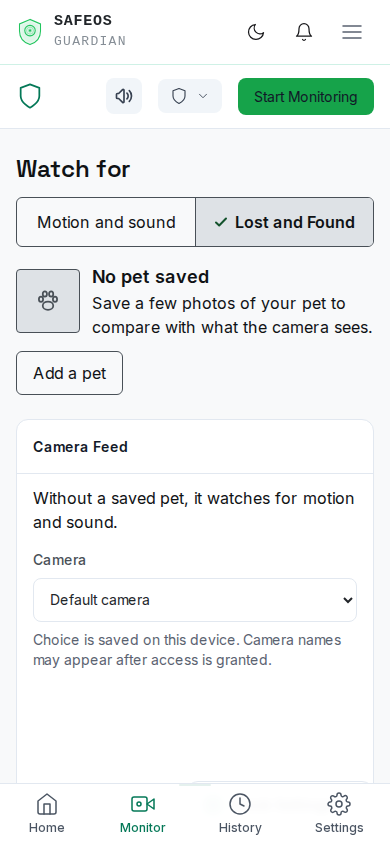 SAFEOS
GUARDIAN
Start Monitoring
Watch for
Motion and sound
Lost and Found
No pet saved
Save a few photos of your pet to
compare with what the camera sees.
Add a pet
Camera Feed
Without a saved pet, it watches for motion
and sound.
Camera
Default camera
Choice is saved on this device. Camera names
may appear after access is granted.
Home
Monitor
History
Settings